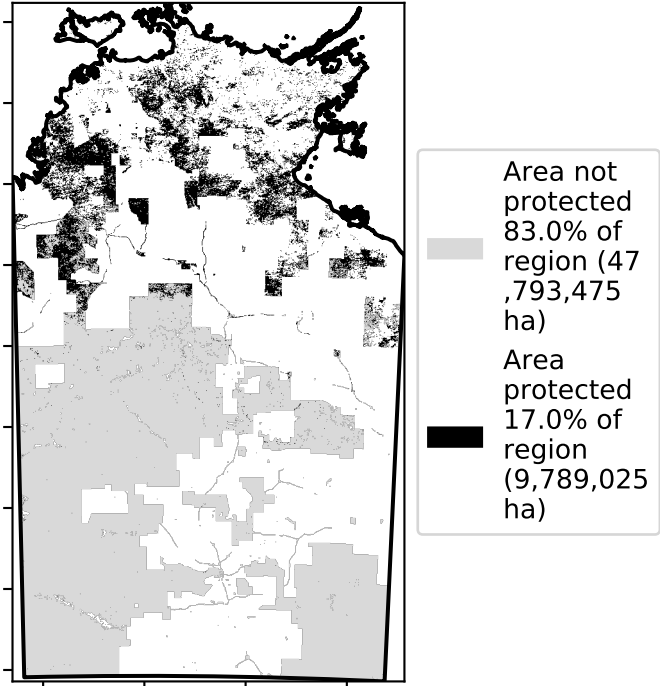 Area not
protected
83.0% of
region (47
,793,475
ha)
Area
protected
17.0% of
region
(9,789,025
ha)